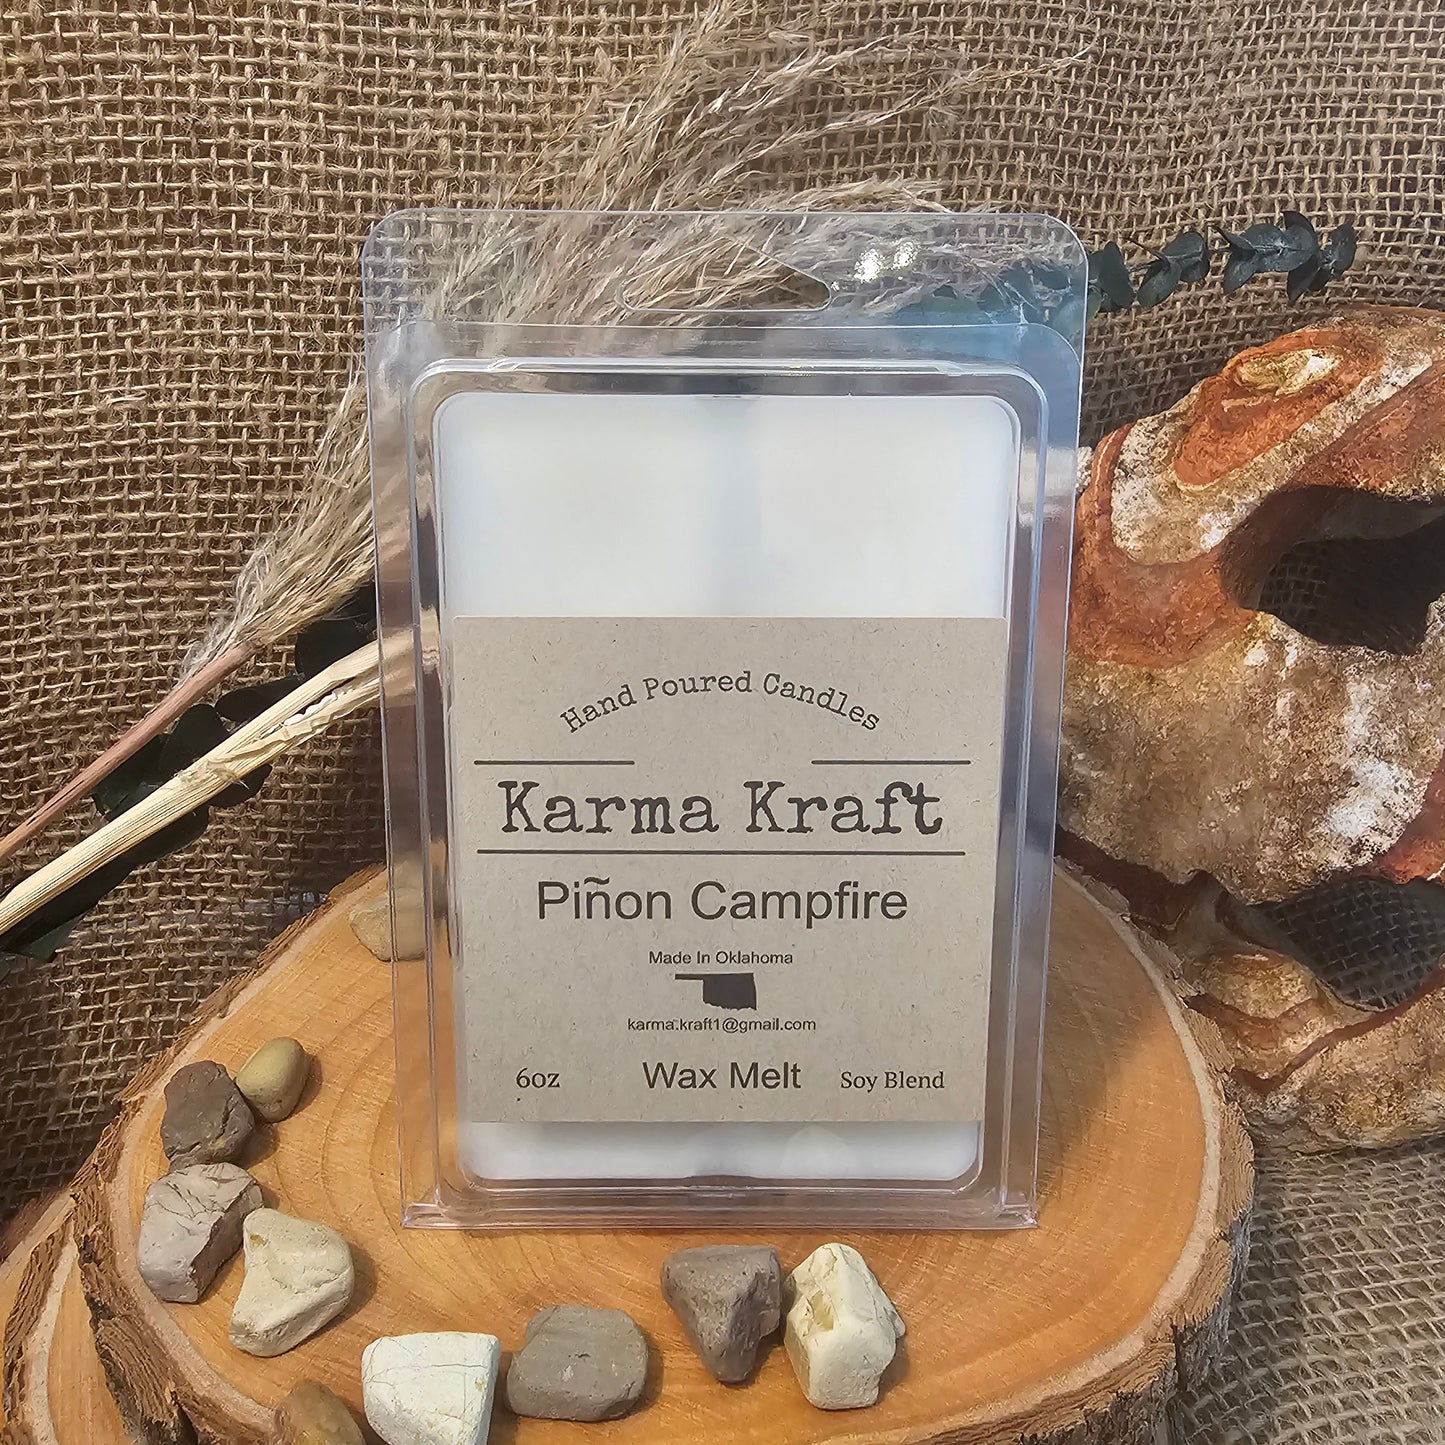 Hand Poured Candles
Karma Kraft
Piñon Campfire
Made In Oklahoma
karma.kraft1@gmail.com
6oz Wax Melt Soy Blend